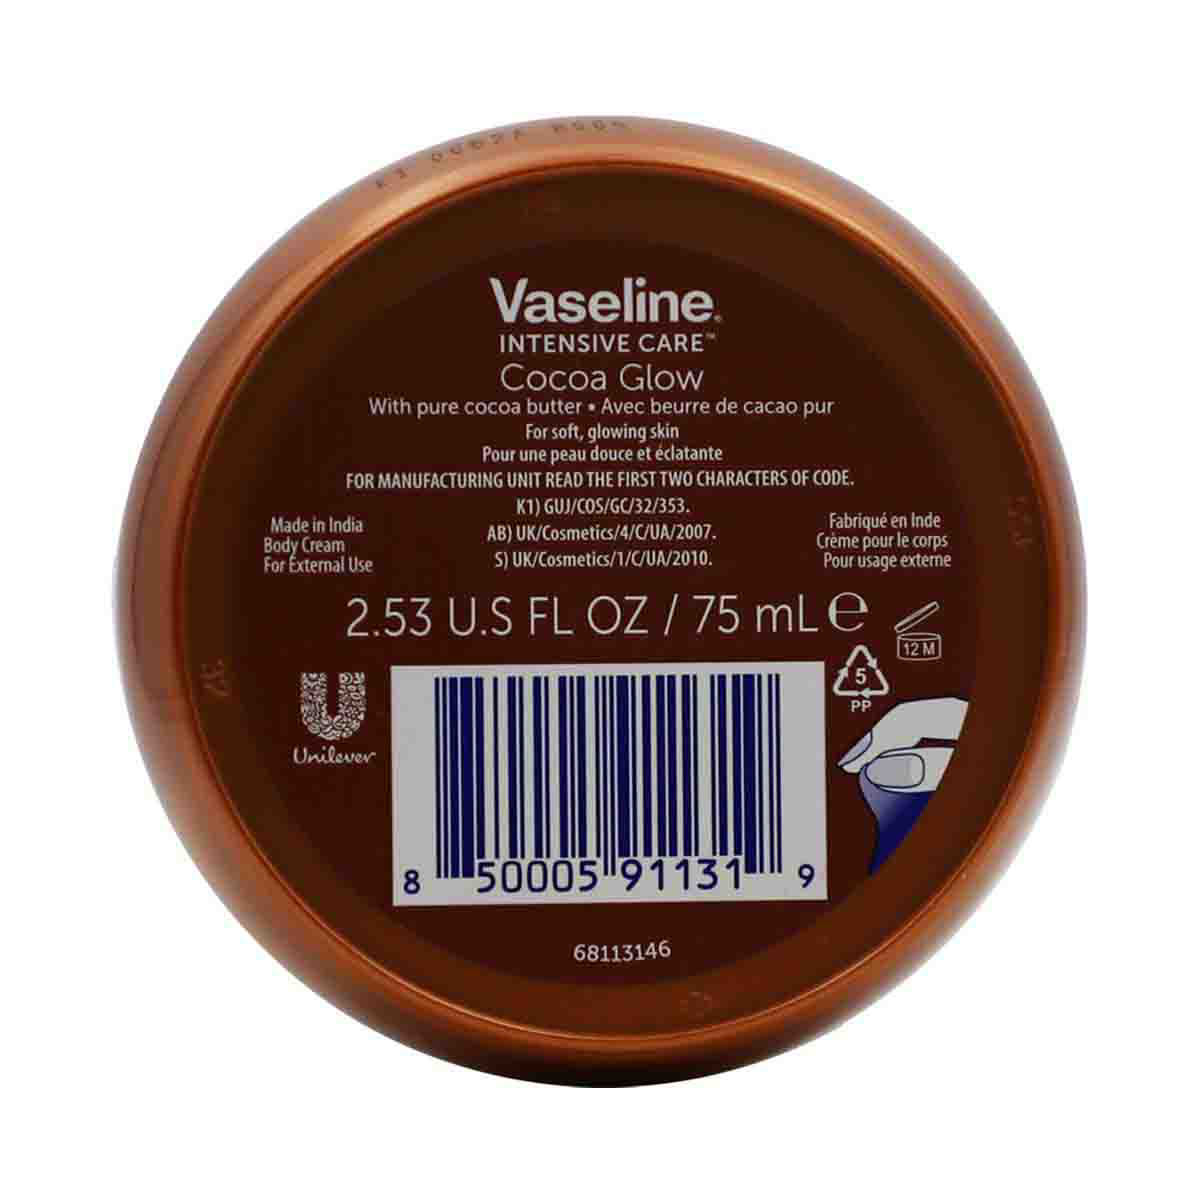 Vaseline®
INTENSIVE CARE™
Cocoa Glow
With pure cocoa butter • Avec beurre de cacao pur
For soft, glowing skin
Pour une peau douce et éclatante
FOR MANUFACTURING UNIT READ THE FIRST TWO CHARACTERS OF CODE.
K1) GUJ/COS/GC/32/353.
AB) UK/Cosmetics/4/C/UA/2007.
S) UK/Cosmetics/1/C/UA/2010.
Made in India
Body Cream
For External Use
Fabriqué en Inde
Crème pour le corps
Pour usage externe
2.53 U.S FL OZ / 75 mL ℮
12 M
5
PP
Unilever
8 50005 91131 9
68113146